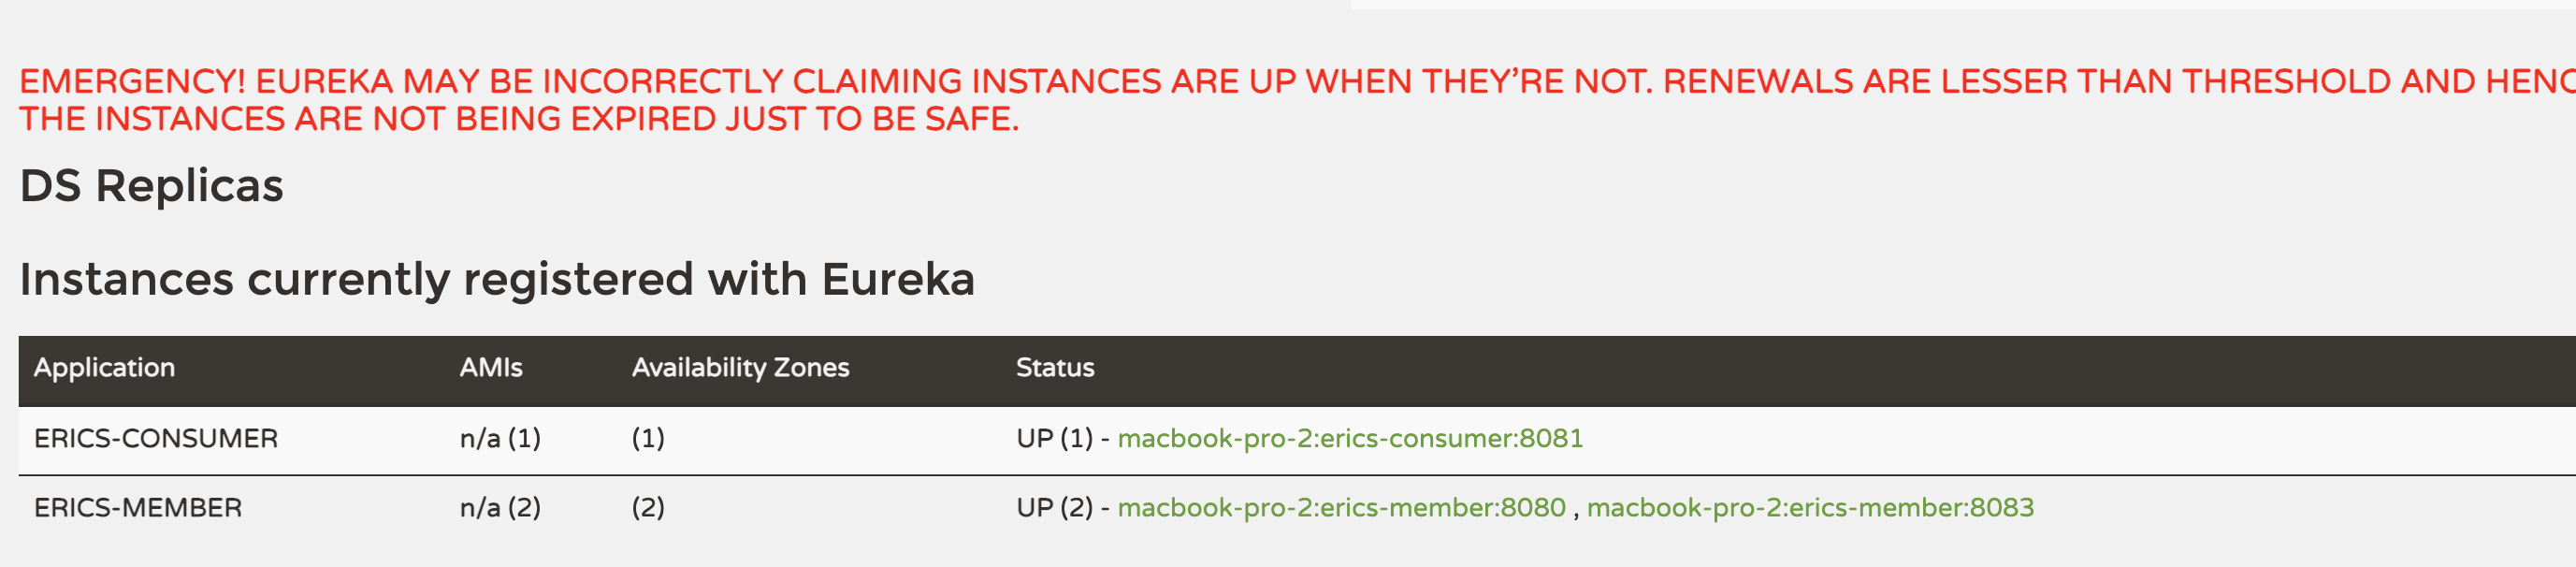 EMERGENCY! EUREKA MAY BE INCORRECTLY CLAIMING INSTANCES ARE UP WHEN THEY’RE NOT. RENEWALS ARE LESSER THAN THRESHOLD AND
THE INSTANCES ARE NOT BEING EXPIRED JUST TO BE SAFE.
DS Replicas
Instances currently registered with Eureka
Application AMIs Availability Zones Status
ERICS-CONSUMER n/a (1) (1) UP (1) - macbook-pro-2:erics-consumer:8081
ERICS-MEMBER n/a (2) (2) UP (2) - macbook-pro-2:erics-member:8080 , macbook-pro-2:erics-member:8083